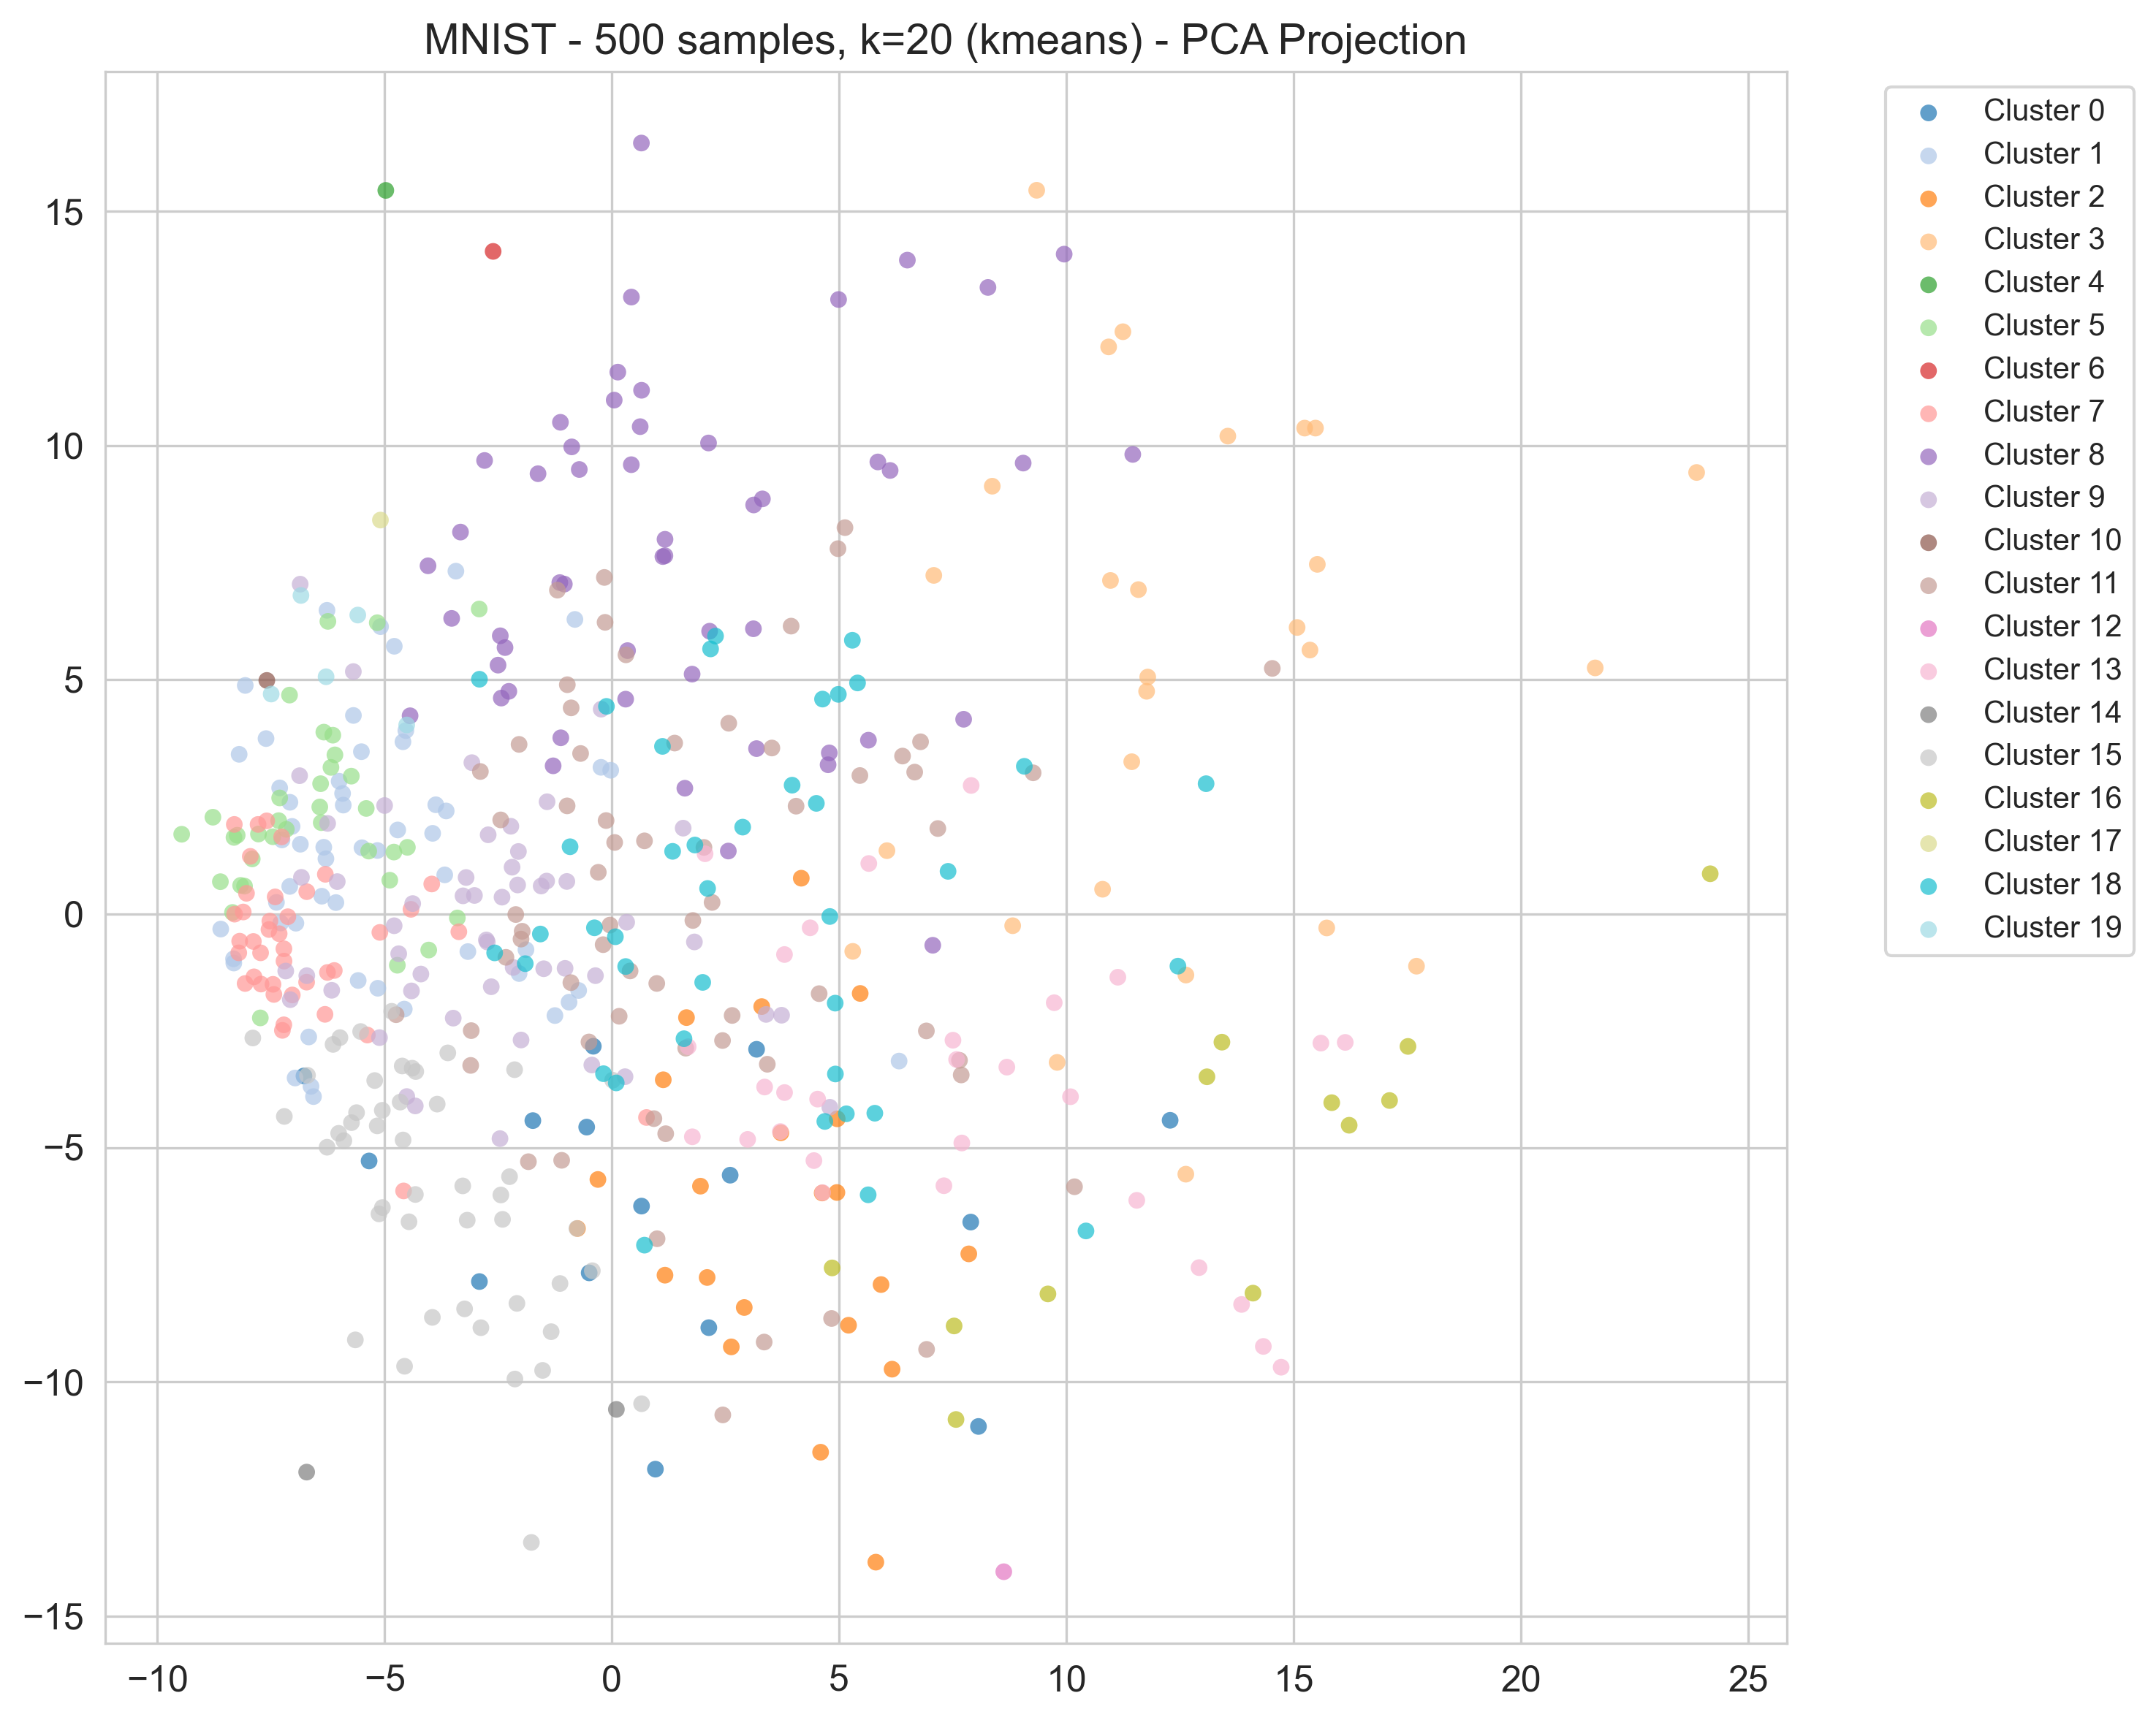 MNIST - 500 samples, k=20 (kmeans) - PCA Projection
15
10
5
0
−5
−10
−15
−10 −5 0 5 10 15 20 25
Cluster 0
Cluster 1
Cluster 2
Cluster 3
Cluster 4
Cluster 5
Cluster 6
Cluster 7
Cluster 8
Cluster 9
Cluster 10
Cluster 11
Cluster 12
Cluster 13
Cluster 14
Cluster 15
Cluster 16
Cluster 17
Cluster 18
Cluster 19